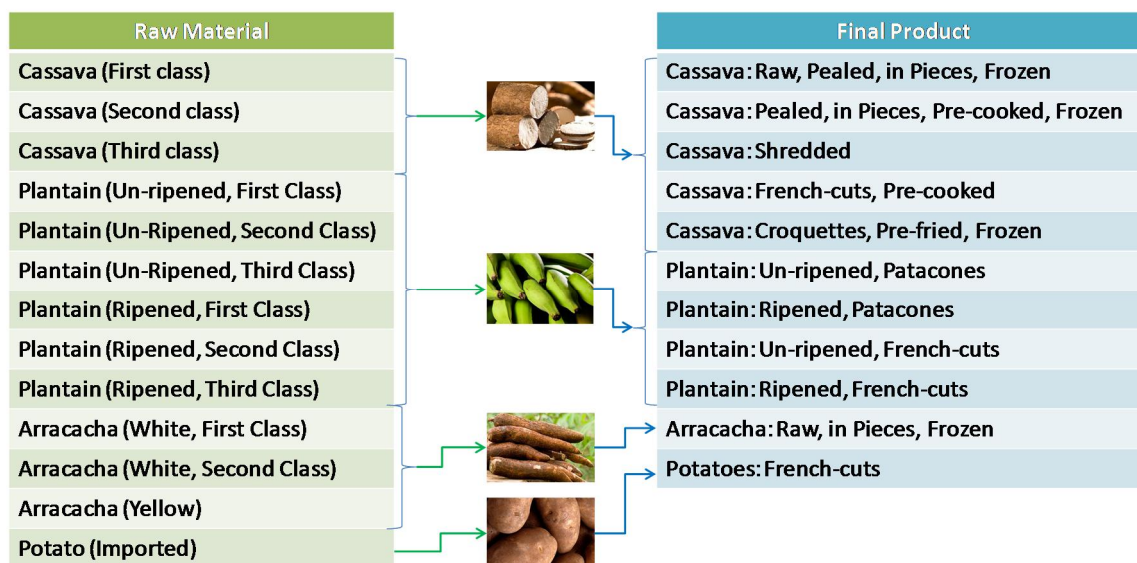 Raw Material
Cassava (First class)
Cassava (Second class)
Cassava (Third class)
Plantain (Un-ripened, First Class)
Plantain (Un-Ripened, Second Class)
Plantain (Un-Ripened, Third Class)
Plantain (Ripened, First Class)
Plantain (Ripened, Second Class)
Plantain (Ripened, Third Class)
Arracacha (White, First Class)
Arracacha (White, Second Class)
Arracacha (Yellow)
Potato (Imported)
Final Product
Cassava: Raw, Pealed, in Pieces, Frozen
Cassava: Pealed, in Pieces, Pre-cooked, Frozen
Cassava: Shredded
Cassava: French-cuts, Pre-cooked
Cassava: Croquettes, Pre-fried, Frozen
Plantain: Un-ripened, Patacones
Plantain: Ripened, Patacones
Plantain: Un-ripened, French-cuts
Plantain: Ripened, French-cuts
Arracacha: Raw, in Pieces, Frozen
Potatoes: French-cuts